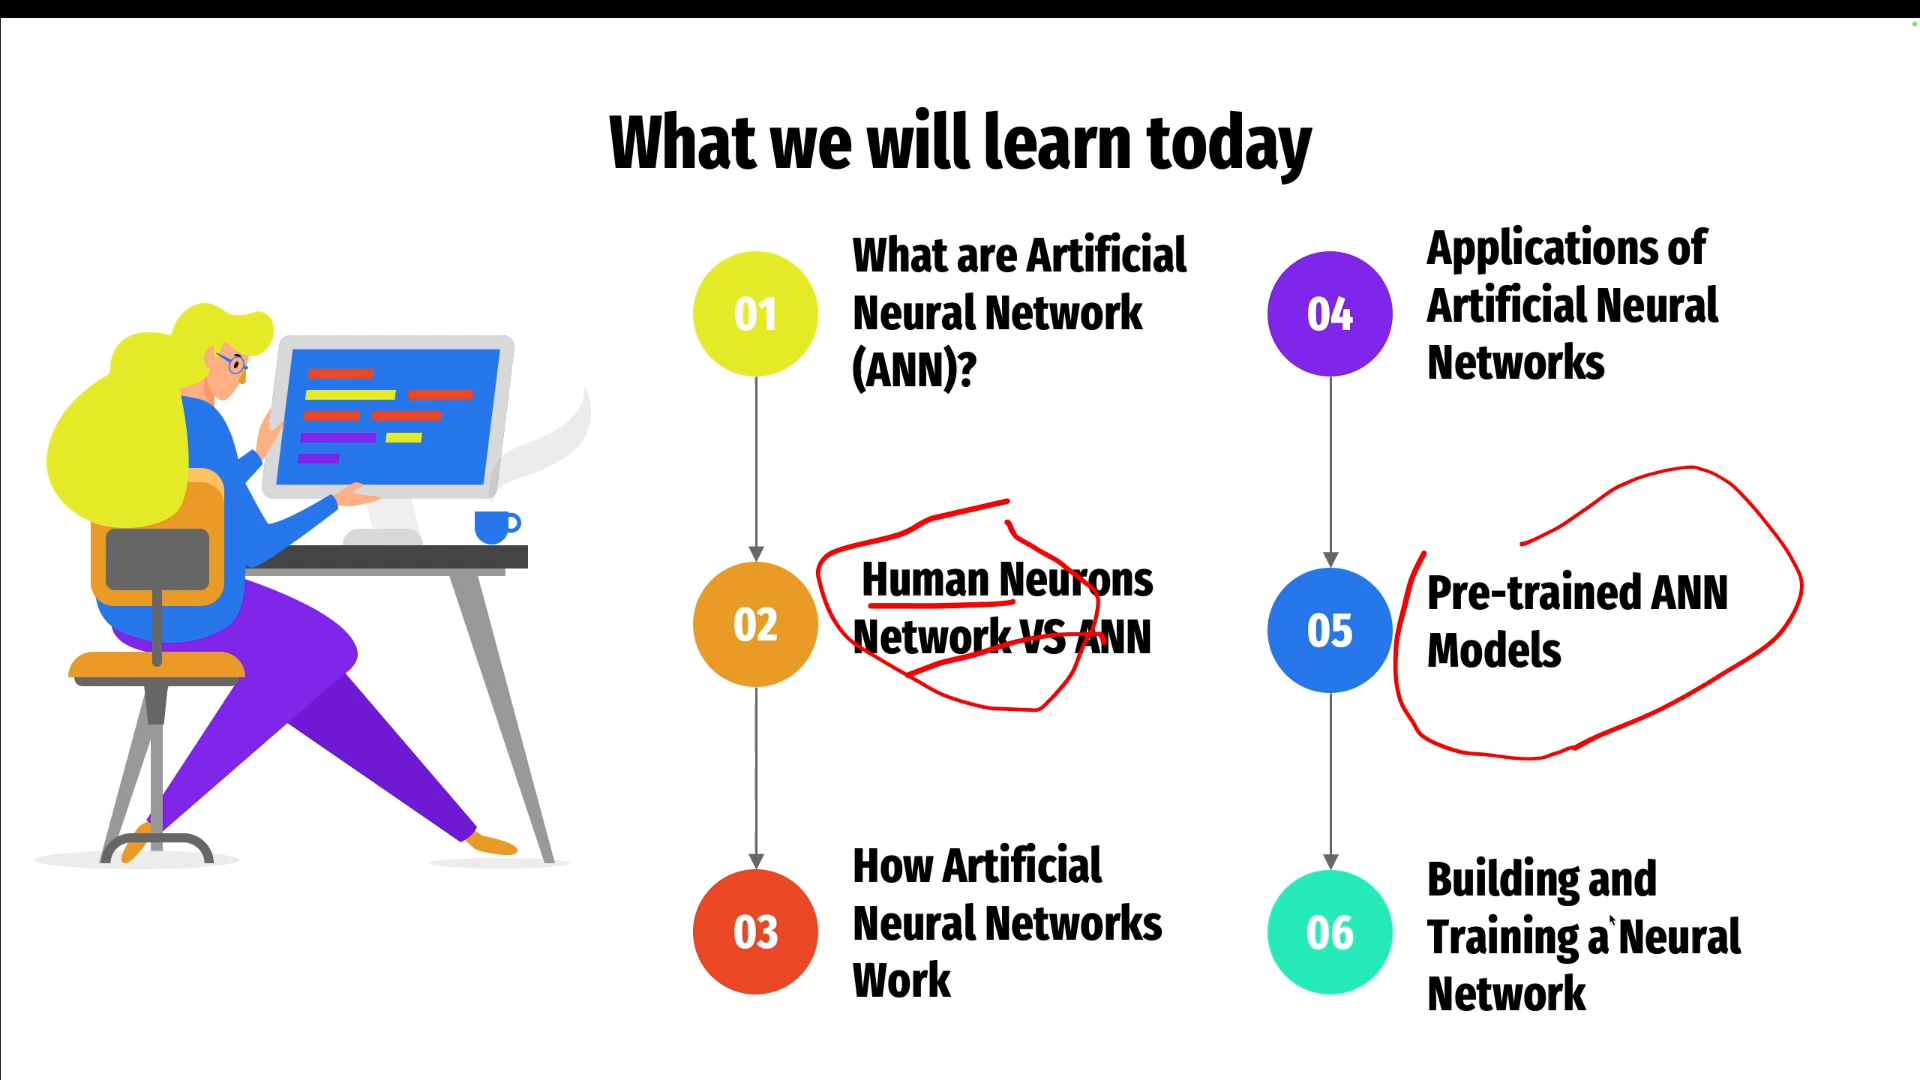 What we will learn today
01
What are Artificial
Neural Network
(ANN)?
02
Human Neurons
Network VS ANN
03
How Artificial
Neural Networks
Work
04
Applications of
Artificial Neural
Networks
05
Pre-trained ANN
Models
06
Building and
Training a Neural
Network